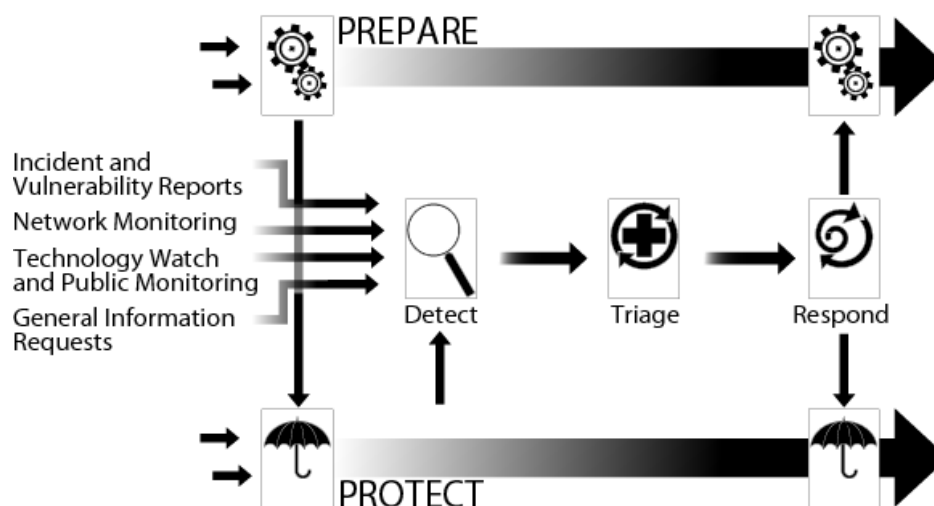 PREPARE
Incident and
Vulnerability Reports
Network Monitoring
Technology Watch
and Public Monitoring
General Information
Requests
Detect
Triage
Respond
PROTECT